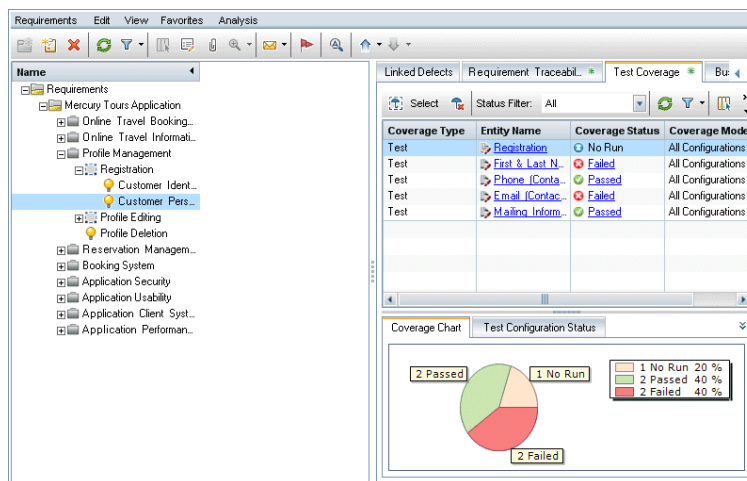 Requirements Edit View Favorites Analysis
Name
Requirements
Mercury Tours Application
Online Travel Booking...
Online Travel Informati...
Profile Management
Registration
Customer Ident...
Customer Pers...
Profile Editing
Profile Deletion
Reservation Managem...
Booking System
Application Security
Application Usability
Application Client Syst...
Application Performan...
Linked Defects Requirement Traceabil... Test Coverage Bu:
Select Status Filter: All
Coverage Type Entity Name Coverage Status Coverage Mode
Test Registration No Run All Configurations
Test First & Last N... Failed All Configurations
Test Phone (Conta... Passed All Configurations
Test Email (Contac... Failed All Configurations
Test Mailing Inform... Passed All Configurations
Coverage Chart Test Configuration Status
2 Passed 1 No Run
2 Failed
1 No Run 20 %
2 Passed 40 %
2 Failed 40 %